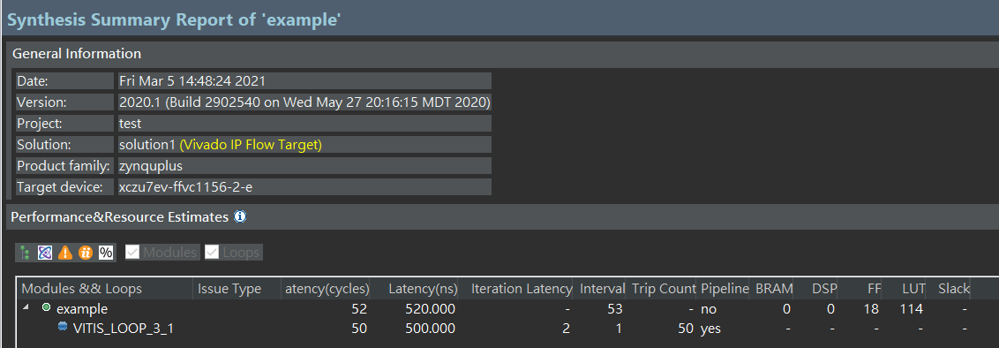 Synthesis Summary Report of 'example'
General Information
Date: Fri Mar 5 14:48:24 2021
Version: 2020.1 (Build 2902540 on Wed May 27 20:16:15 MDT 2020)
Project: test
Solution: solution1 (Vivado IP Flow Target)
Product family: zynquplus
Target device: xczu7ev-ffvc1156-2-e
Performance&Resource Estimates
% Modules Loops
Modules && Loops Issue Type atency(cycles) Latency(ns) Iteration Latency Interval Trip Count Pipeline BRAM DSP FF LUT Slack
example 52 520.000 - 53 - no 0 0 18 114 -
VITIS_LOOP_3_1 50 500.000 2 1 50 yes - - - - -